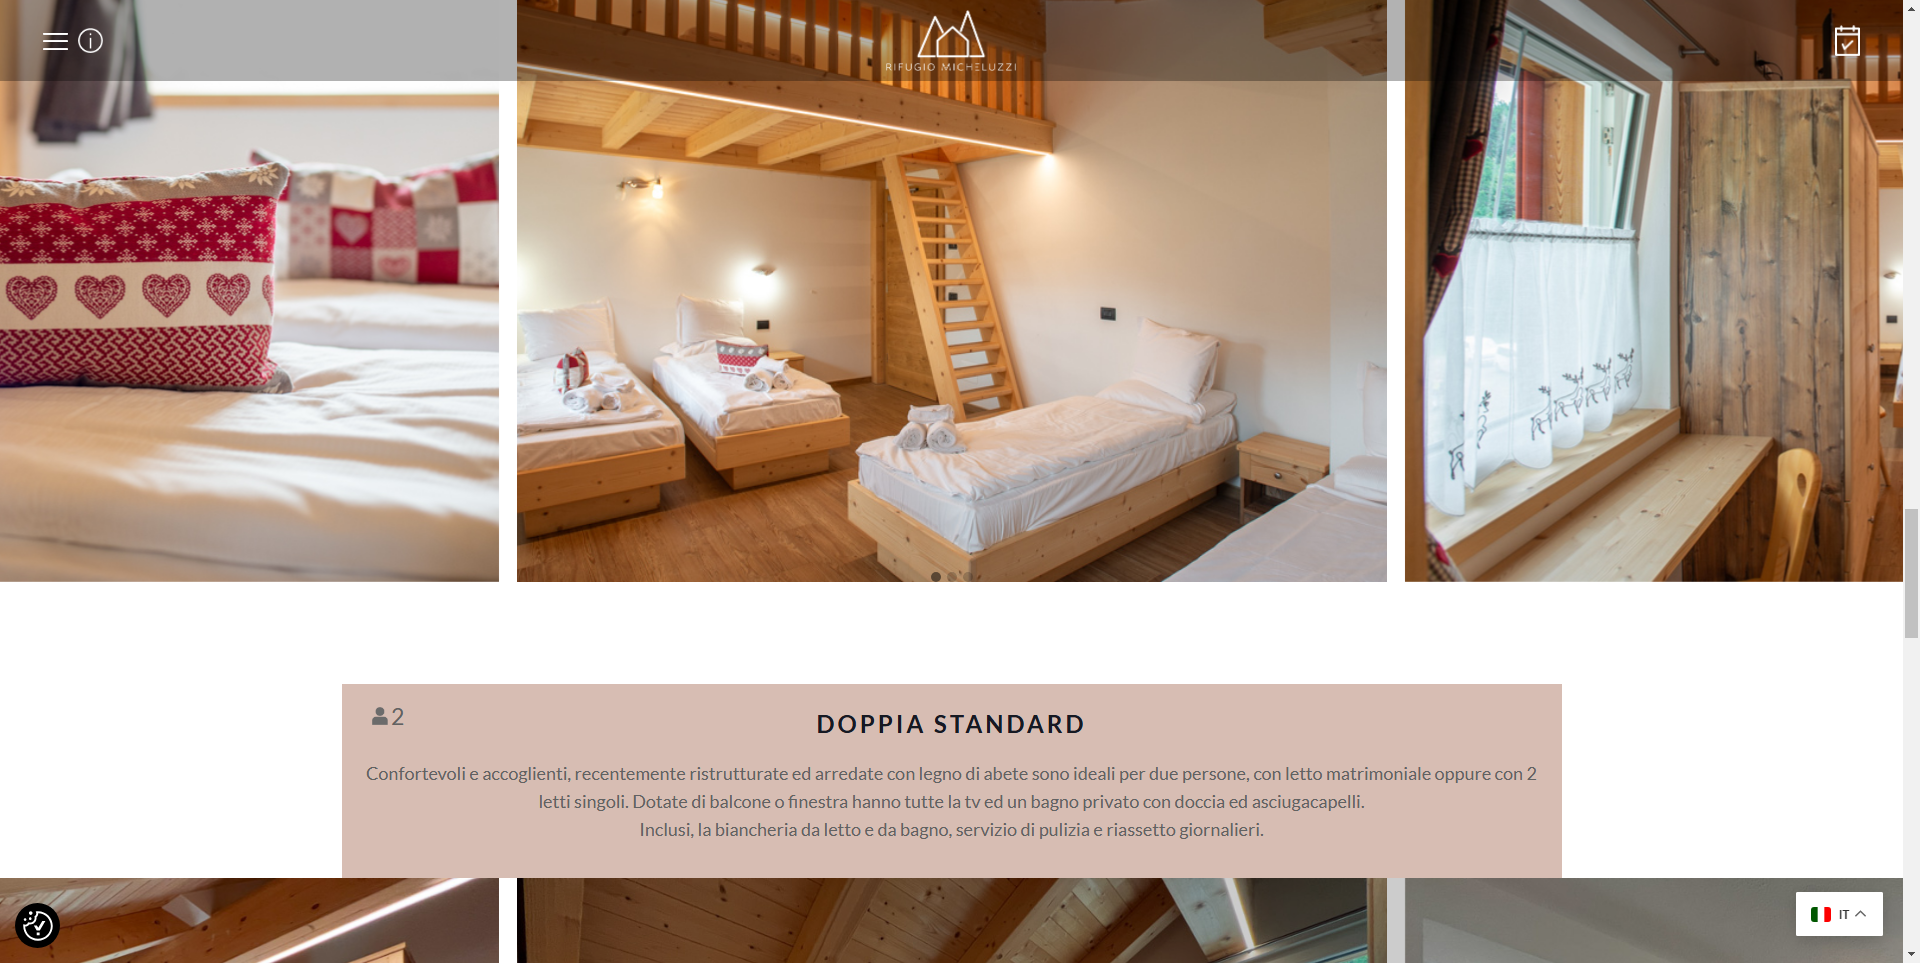 RIFUGIO MICHELUZZI
2
DOPPIA STANDARD
Confortevoli e accoglienti, recentemente ristrutturate ed arredate con legno di abete sono ideali per due persone, con letto matrimoniale oppure con 2
letti singoli. Dotate di balcone o finestra hanno tutte la tv ed un bagno privato con doccia ed asciugacapelli.
Inclusi, la biancheria da letto e da bagno, servizio di pulizia e riassetto giornalieri.
IT